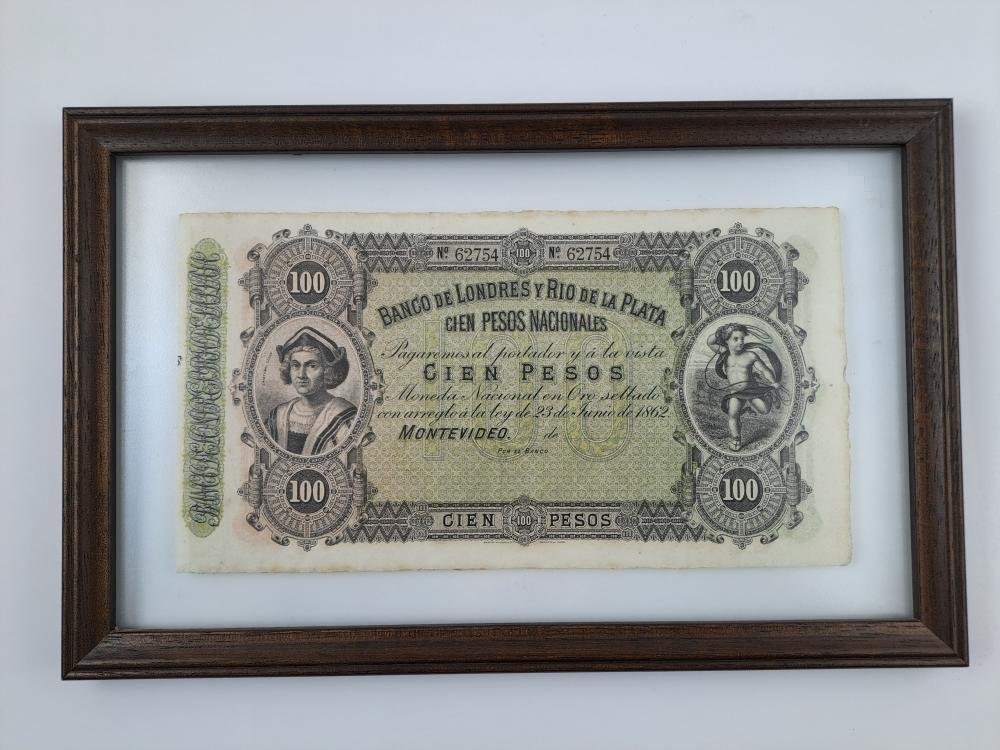 Nº 62754 100 Nº 62754
100 100
BANCO DE LONDRES Y RIO DE LA PLATA
CIEN PESOS NACIONALES
100
Pagaremos al portador y á la vista
CIEN PESOS
Moneda Nacional en Oro sellado
con arreglo á la ley de 23 de Junio de 1862.
MONTEVIDEO. de
POR EL BANCO
100 100
CIEN 100 PESOS